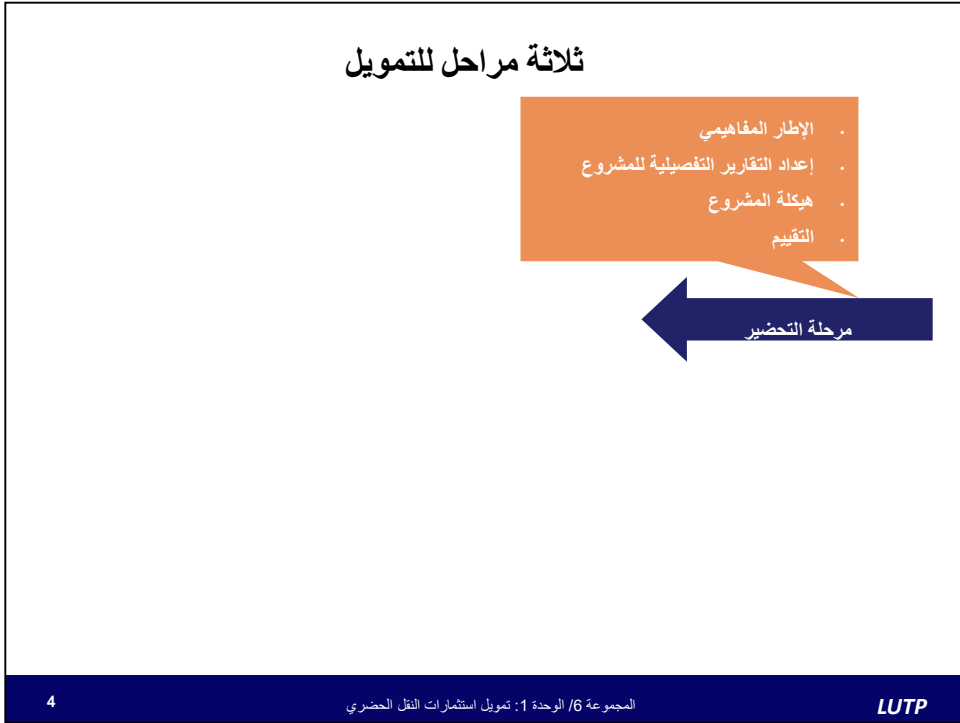 ثلاثة مراحل للتمويل
• الإطار المفاهيمي
• إعداد التقارير التفصيلية للمشروع
• هيكلة المشروع
• التقييم
مرحلة التحضير
4
المجموعة 6/ الوحدة 1: تمويل استثمارات النقل الحضري
LUTP